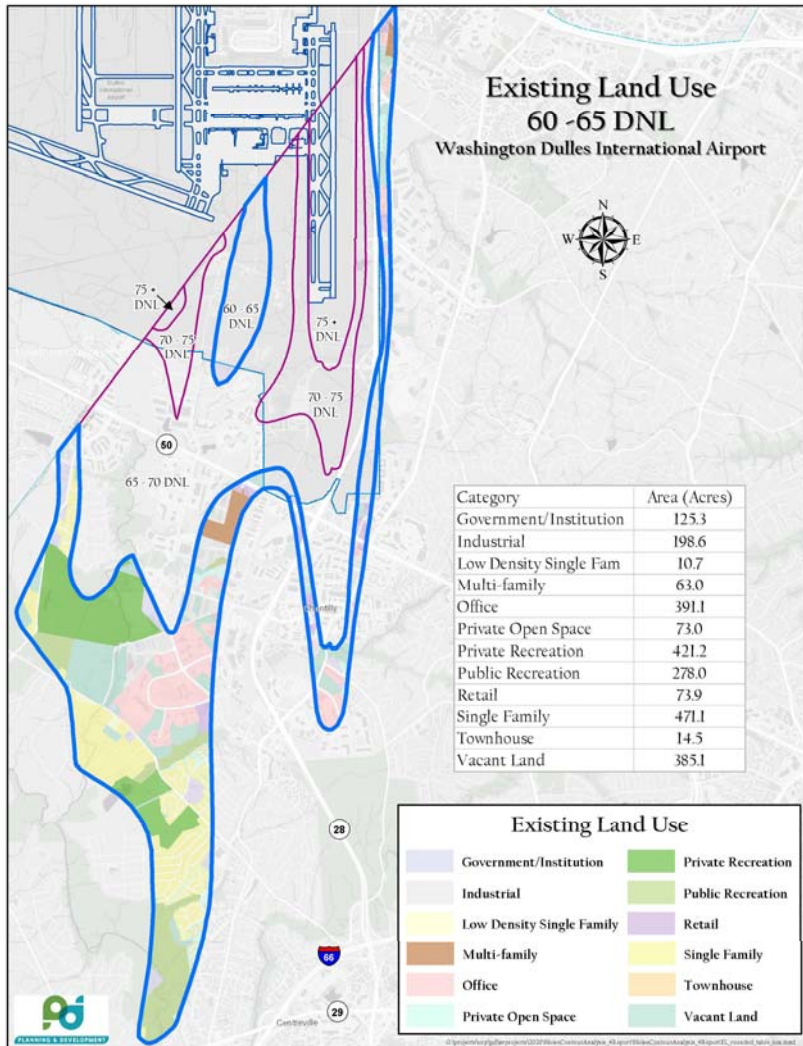 Existing Land Use
60 -65 DNL
Washington Dulles International Airport
N
W
E
S
Dulles
International
Airport
75 +
DNL
70 - 75
DNL
60 - 65
DNL
75 +
DNL
70 - 75
DNL
50
65 - 70 DNL
Chantilly
28
66
29
Centreville
Category Area (Acres)
Government/Institution 125.3
Industrial 198.6
Low Density Single Fam 10.7
Multi-family 63.0
Office 391.1
Private Open Space 73.0
Private Recreation 421.2
Public Recreation 278.0
Retail 73.9
Single Family 471.1
Townhouse 14.5
Vacant Land 385.1
Existing Land Use
Government/Institution
Industrial
Low Density Single Family
Multi-family
Office
Private Open Space
Private Recreation
Public Recreation
Retail
Single Family
Townhouse
Vacant Land
pd
PLANNING & DEVELOPMENT